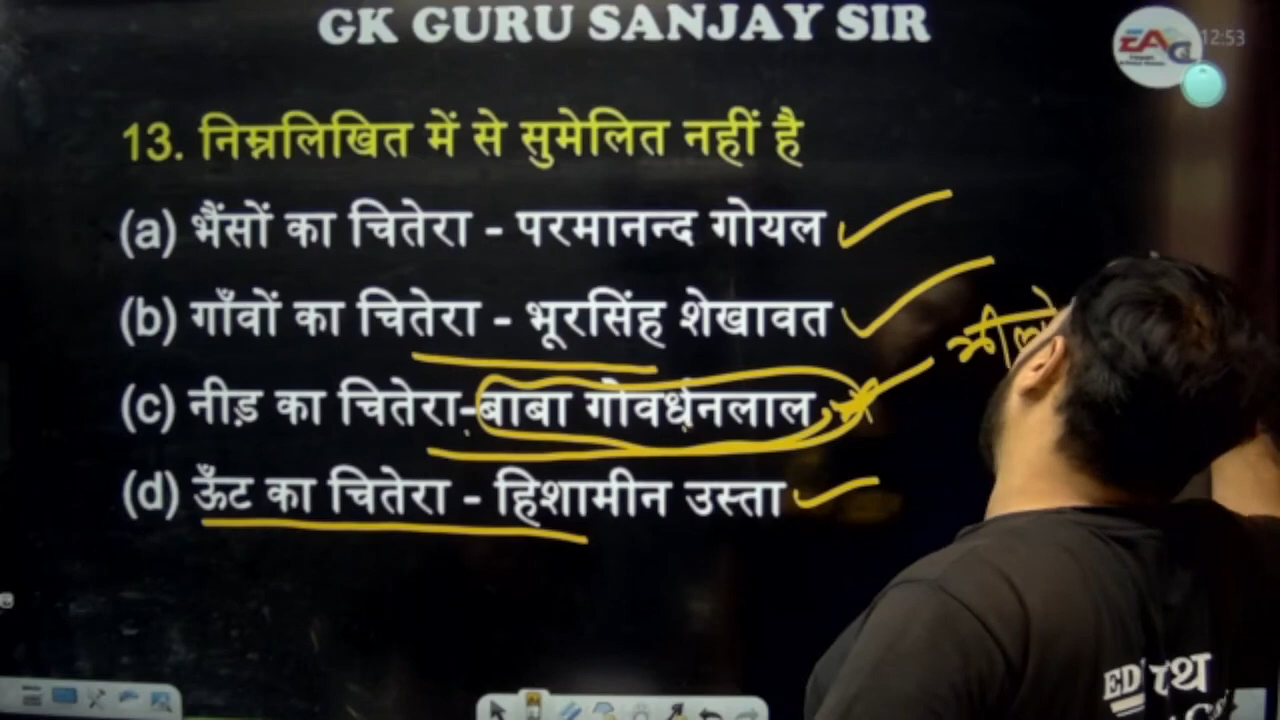 GK GURU SANJAY SIR
12:53
13. निम्नलिखित में से सुमेलित नहीं है
(a) भैंसों का चितेरा - परमानन्द गोयल
(b) गाँवों का चितेरा - भूरसिंह शेखावत
(c) नीड़ का चितेरा-बाबा गोवर्धनलाल
(d) ऊँट का चितेरा - हिशामीन उस्ता